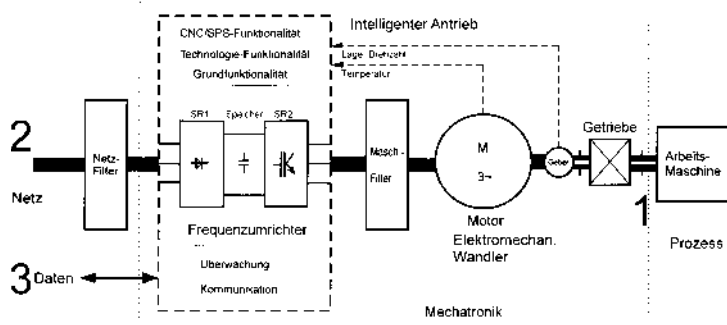 Intelligenter Antrieb
CNC/SPS-Funktionalität
Technologie-Funktionalität
Grundfunktionalität
Lage Drehzahl
Temperatur
SR1 Speicher SR2
2
Netz
Netz-
Filter
Masch-
Filter
M
3~
Geber
Getriebe
Arbeits-
Maschine
1
Frequenzumrichter
Motor
Elektromechan.
Wandler
Prozess
3 Daten
Überwachung
Kommunikation
Mechatronik